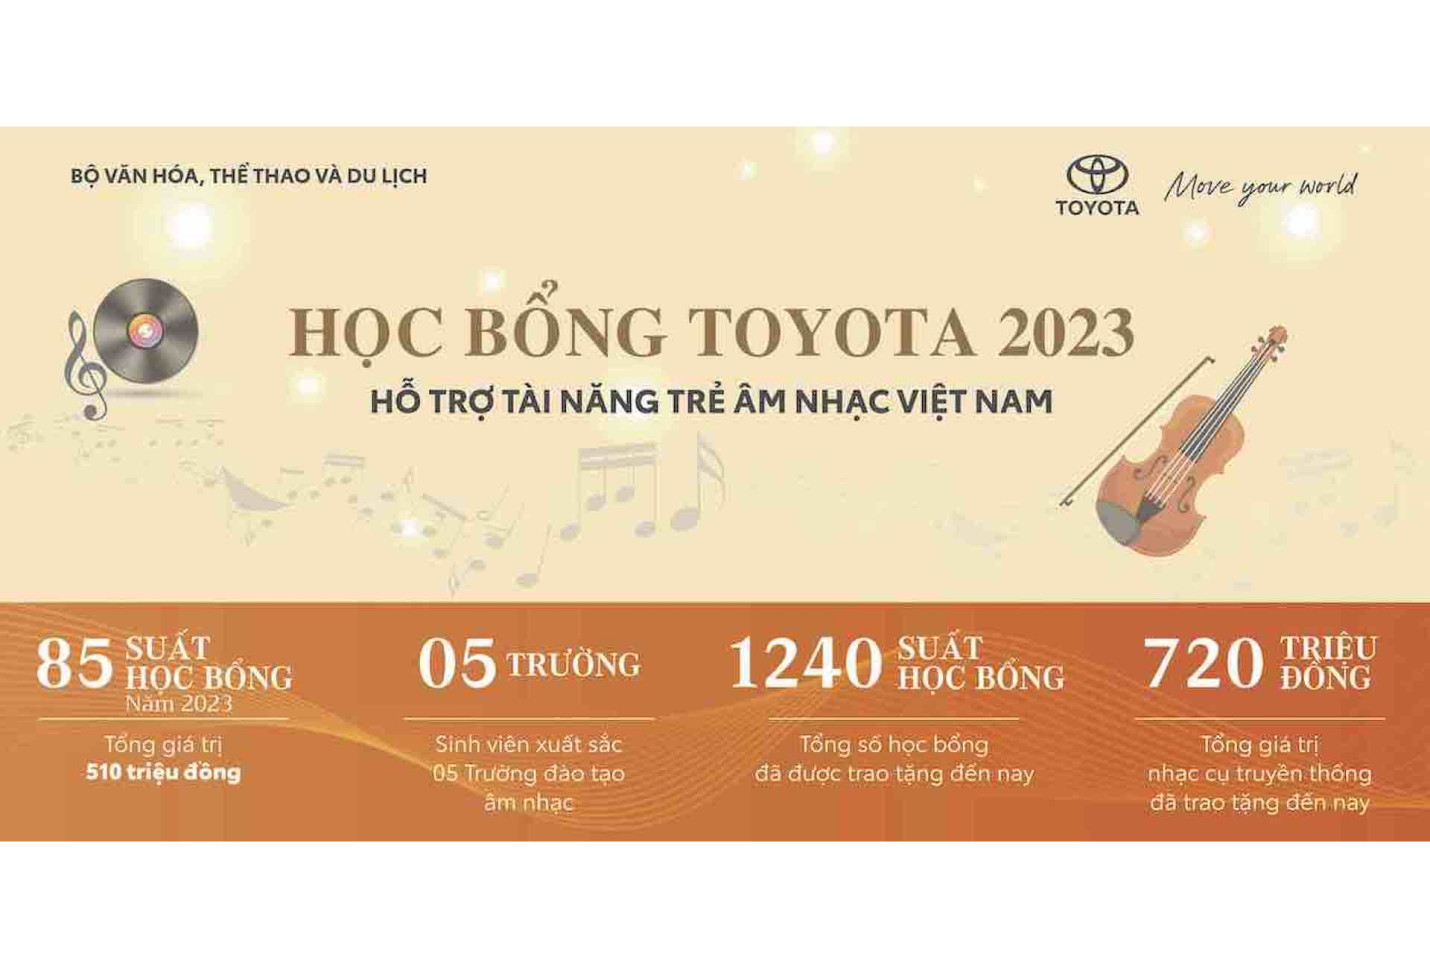 BỘ VĂN HÓA, THỂ THAO VÀ DU LỊCH
TOYOTA
Move your world
HỌC BỔNG TOYOTA 2023
HỖ TRỢ TÀI NĂNG TRẺ ÂM NHẠC VIỆT NAM
85 SUẤT
HỌC BỔNG
Năm 2023
Tổng giá trị
510 triệu đồng
05 TRƯỜNG
Sinh viên xuất sắc
05 Trường đào tạo
âm nhạc
1240 SUẤT
HỌC BỔNG
Tổng số học bổng
đã được trao tặng đến nay
720 TRIỆU
ĐỒNG
Tổng giá trị
nhạc cụ truyền thống
đã trao tặng đến nay